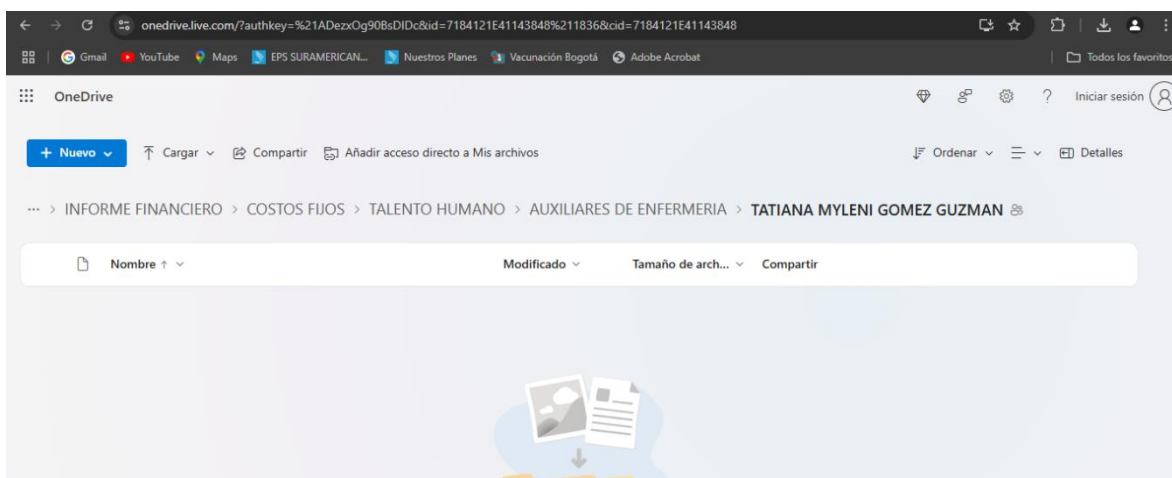 onedrive.live.com/?authkey=%21ADezxOg90BsDIDc&id=7184121E41143848%211836&cid=7184121E41143848
Gmail YouTube Maps EPS SURAMERICAN... Nuestros Planes Vacunación Bogotá Adobe Acrobat Todos los favoritos
OneDrive ? Iniciar sesión
+ Nuevo Cargar Compartir Añadir acceso directo a Mis archivos Ordenar Detalles
... > INFORME FINANCIERO > COSTOS FIJOS > TALENTO HUMANO > AUXILIARES DE ENFERMERIA > TATIANA MYLENI GOMEZ GUZMAN
Nombre ↑ Modificado Tamaño de arch... Compartir